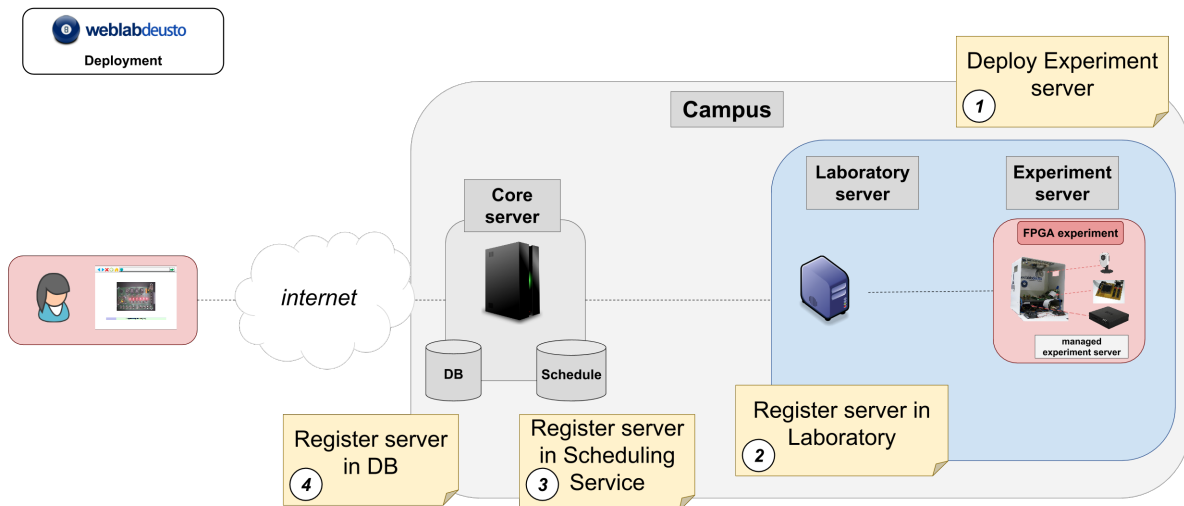 weblabdeusto
Deployment
Deploy Experiment
server
1
Campus
Laboratory
server
Experiment
server
Core
server
FPGA experiment
internet
managed
experiment server
DB
Schedule
Register server in
Laboratory
2
Register server
in Scheduling
Service
3
Register server
in DB
4